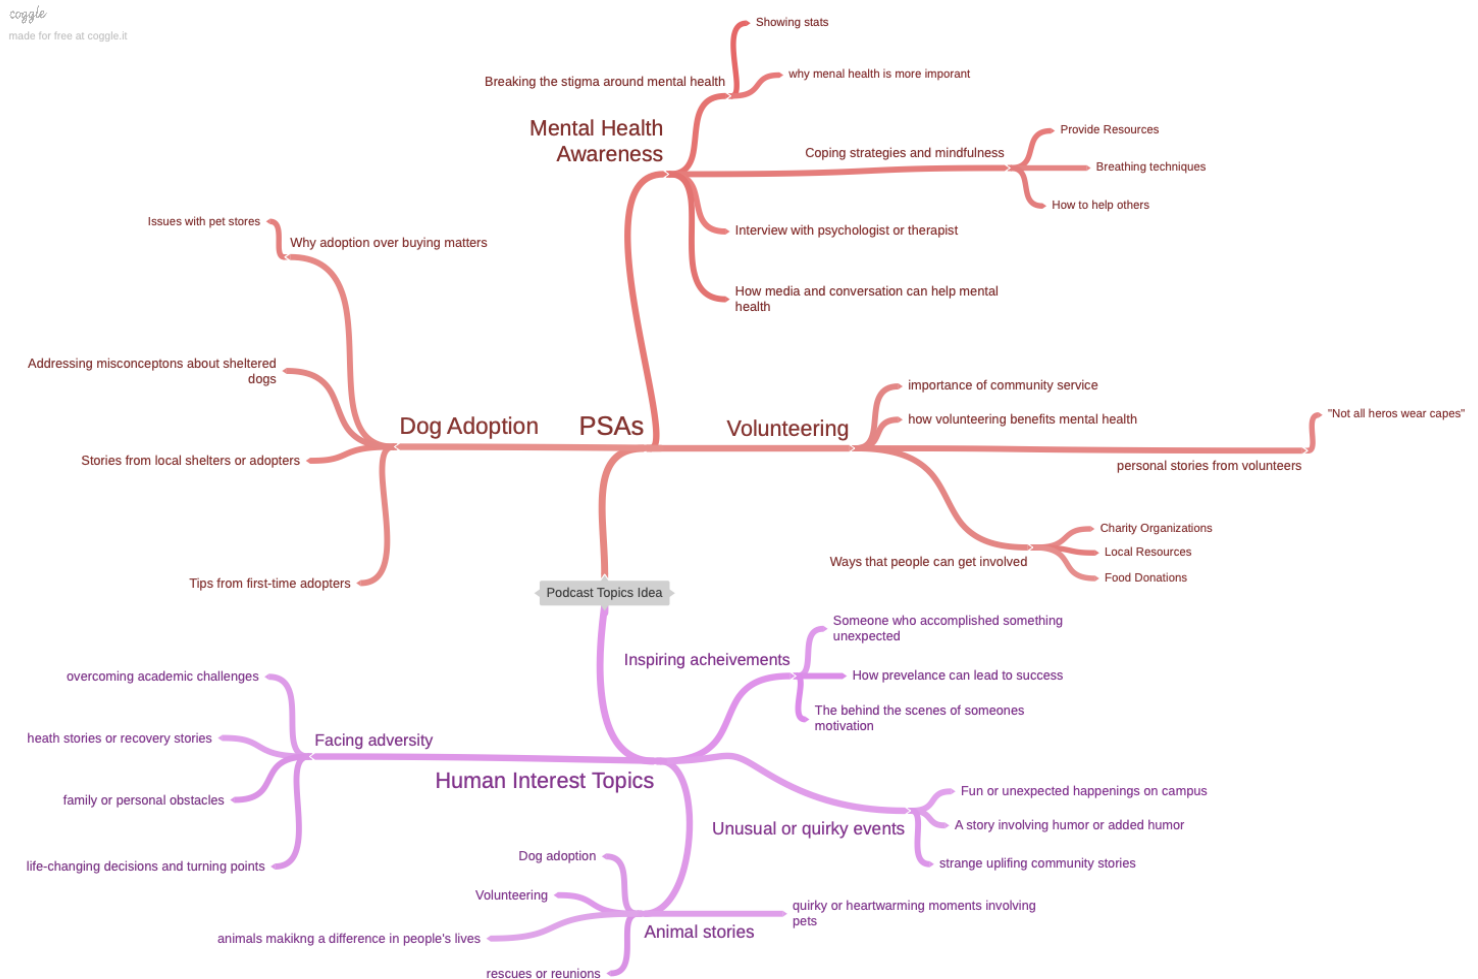 coggle
made for free at coggle.it
Showing stats
why menal health is more imporant
Breaking the stigma around mental health
Mental Health
Awareness
Provide Resources
Coping strategies and mindfulness
Breathing techniques
How to help others
Interview with psychologist or therapist
How media and conversation can help mental
health
Issues with pet stores
Why adoption over buying matters
Addressing misconceptons about sheltered
dogs
Dog Adoption
Stories from local shelters or adopters
Tips from first-time adopters
PSAs
Volunteering
importance of community service
how volunteering benefits mental health
"Not all heros wear capes"
personal stories from volunteers
Ways that people can get involved
Charity Organizations
Local Resources
Food Donations
Podcast Topics Idea
Inspiring acheivements
Someone who accomplished something
unexpected
How prevelance can lead to success
The behind the scenes of someones
motivation
overcoming academic challenges
heath stories or recovery stories
Facing adversity
family or personal obstacles
life-changing decisions and turning points
Human Interest Topics
Unusual or quirky events
Fun or unexpected happenings on campus
A story involving humor or added humor
strange uplifing community stories
Dog adoption
Volunteering
animals makikng a difference in people's lives
rescues or reunions
Animal stories
quirky or heartwarming moments involving
pets